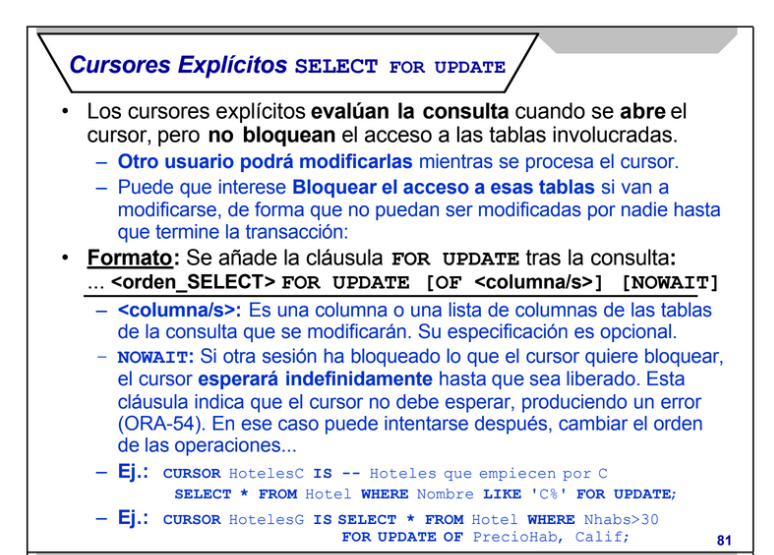 Cursores Explícitos SELECT FOR UPDATE
• Los cursores explícitos evalúan la consulta cuando se abre el
cursor, pero no bloquean el acceso a las tablas involucradas.
– Otro usuario podrá modificarlas mientras se procesa el cursor.
– Puede que interese Bloquear el acceso a esas tablas si van a
modificarse, de forma que no puedan ser modificadas por nadie hasta
que termine la transacción:
• Formato: Se añade la cláusula FOR UPDATE tras la consulta:
... <orden_SELECT> FOR UPDATE [OF <columna/s>] [NOWAIT]
– <columna/s>: Es una columna o una lista de columnas de las tablas
de la consulta que se modificarán. Su especificación es opcional.
– NOWAIT: Si otra sesión ha bloqueado lo que el cursor quiere bloquear,
el cursor esperará indefinidamente hasta que sea liberado. Esta
cláusula indica que el cursor no debe esperar, produciendo un error
(ORA-54). En ese caso puede intentarse después, cambiar el orden
de las operaciones...
– Ej.: CURSOR HotelesC IS -- Hoteles que empiecen por C
SELECT * FROM Hotel WHERE Nombre LIKE 'C%' FOR UPDATE;
– Ej.: CURSOR HotelesG IS SELECT * FROM Hotel WHERE Nhabs>30
FOR UPDATE OF PrecioHab, Calif;
81